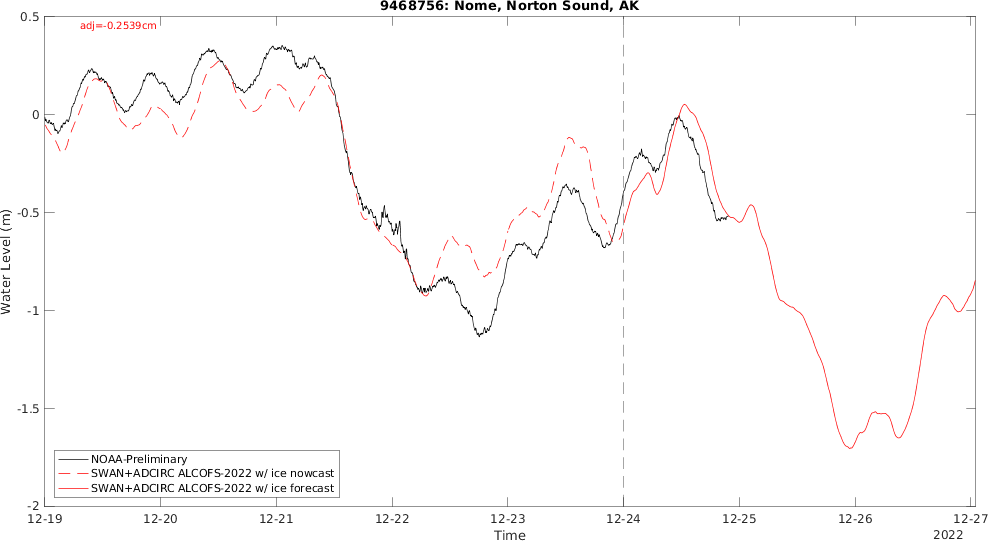 9468756: Nome, Norton Sound, AK
adj=-0.2539cm
0.5
0
-0.5
-1
-1.5
-2
Water Level (m)
NOAA-Preliminary
SWAN+ADCIRC ALCOFS-2022 w/ ice nowcast
SWAN+ADCIRC ALCOFS-2022 w/ ice forecast
12-19 12-20 12-21 12-22 12-23 12-24 12-25 12-26 12-27
Time
2022